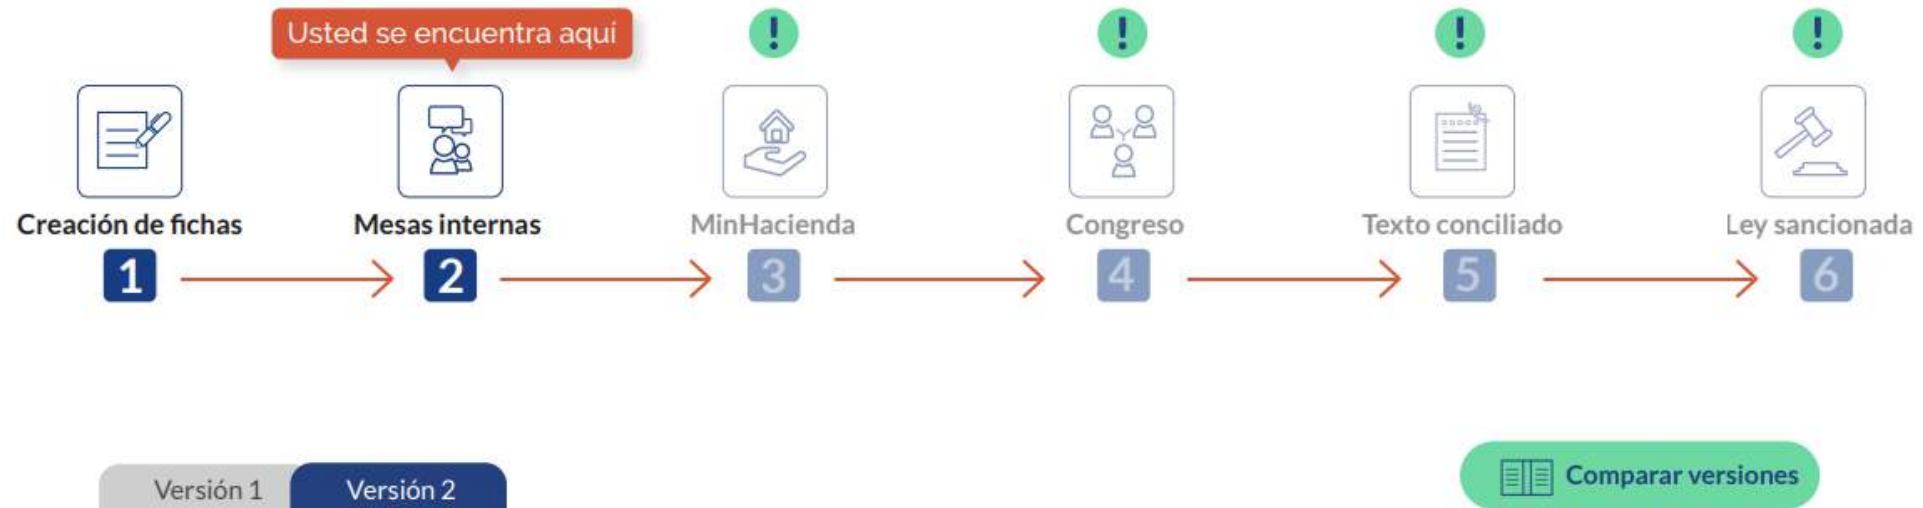 Usted se encuentra aquí
!
!
!
!
Creación de fichas
Mesas internas
MinHacienda
Congreso
Texto conciliado
Ley sancionada
1
2
3
4
5
6
Versión 1
Versión 2
Comparar versiones